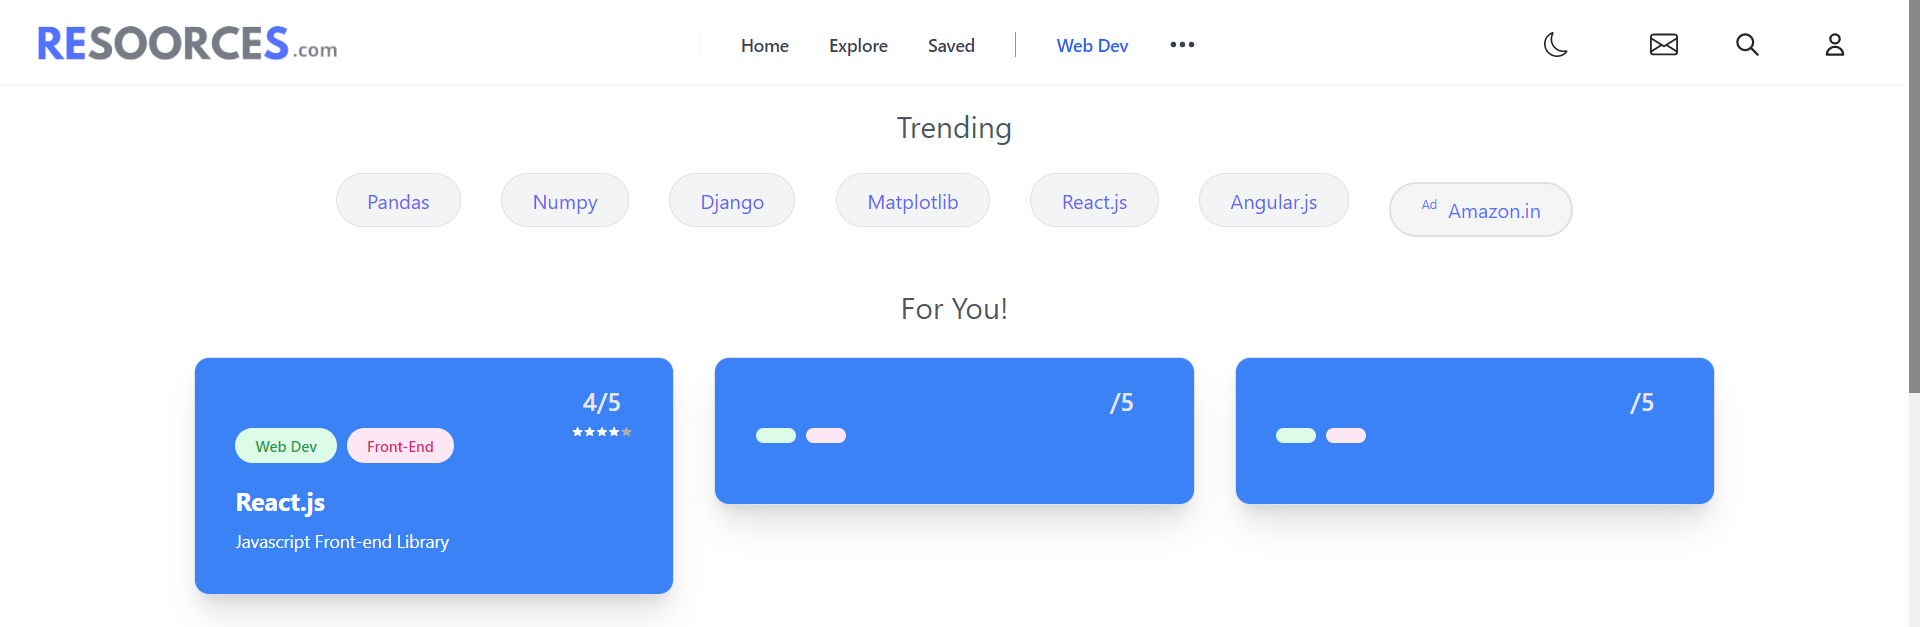 RESOORCES.com
Home Explore Saved Web Dev
Trending
Pandas Numpy Django Matplotlib React.js Angular.js Ad Amazon.in
For You!
4/5
Web Dev Front-End
React.js
Javascript Front-end Library
/5
/5